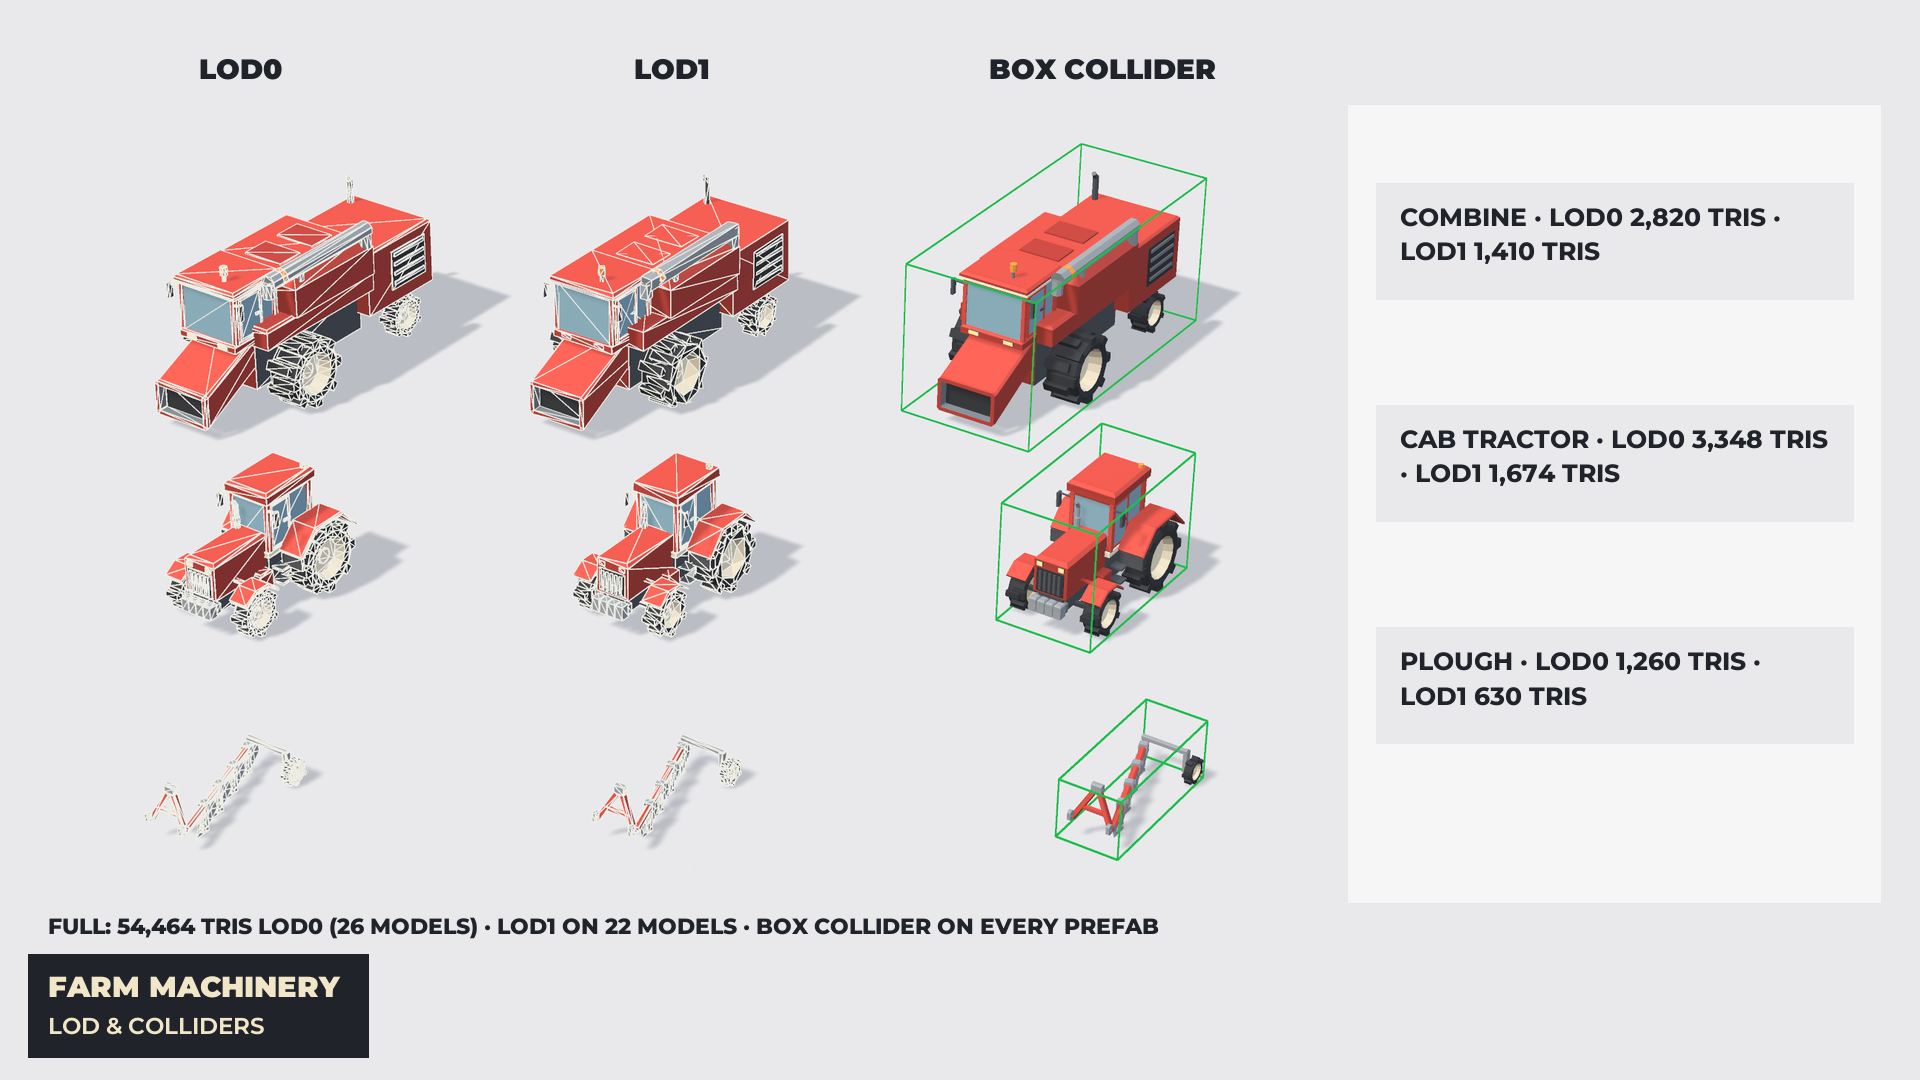 LOD0
LOD1
BOX COLLIDER
COMBINE · LOD0 2,820 TRIS ·
LOD1 1,410 TRIS
CAB TRACTOR · LOD0 3,348 TRIS
· LOD1 1,674 TRIS
PLOUGH · LOD0 1,260 TRIS ·
LOD1 630 TRIS
FULL: 54,464 TRIS LOD0 (26 MODELS) · LOD1 ON 22 MODELS · BOX COLLIDER ON EVERY PREFAB
FARM MACHINERY
LOD & COLLIDERS